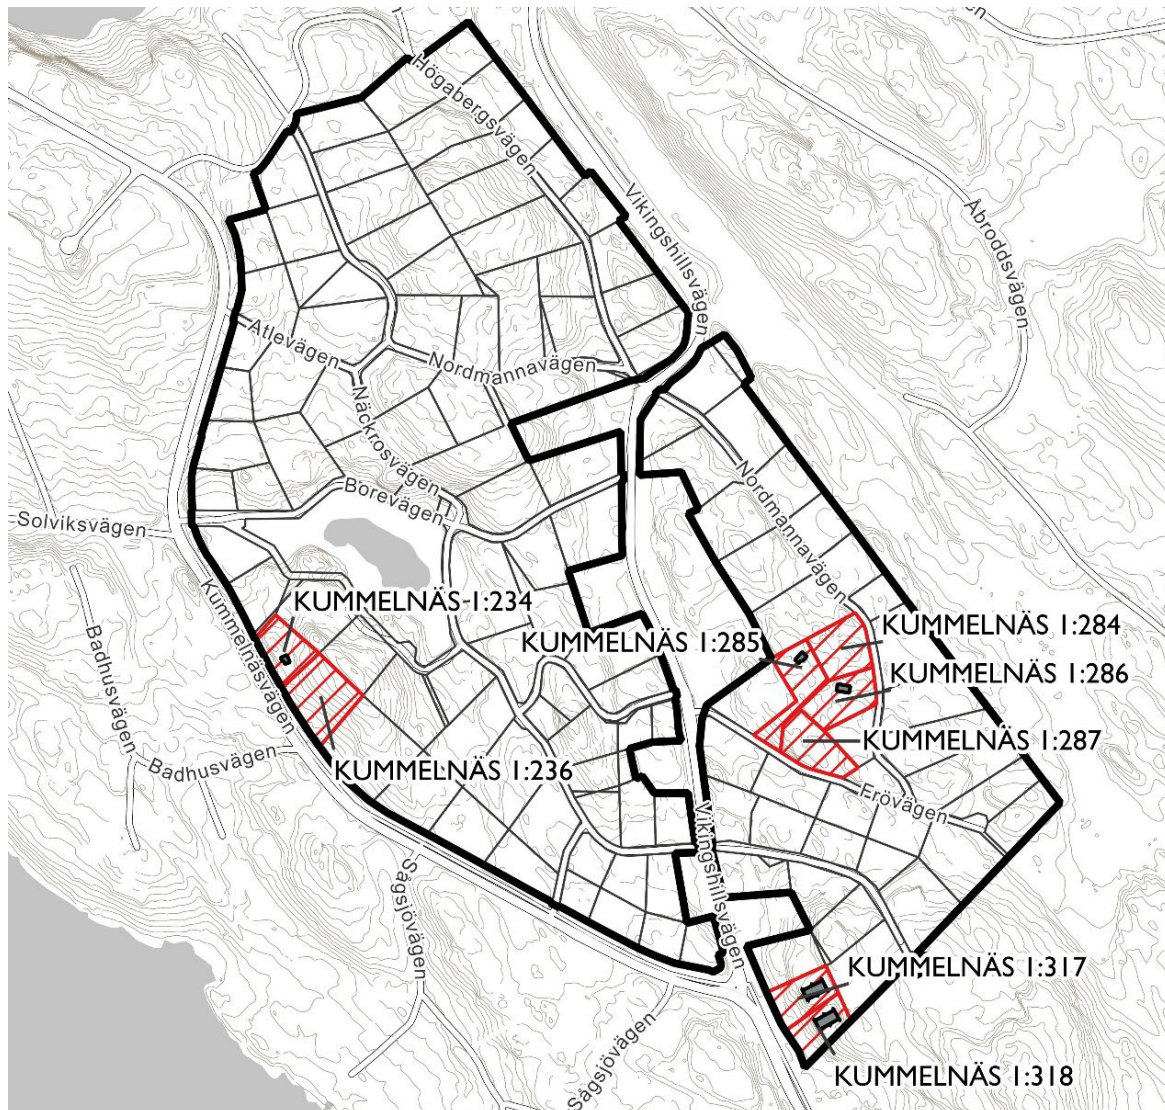 Högabergsvägen
Vikingshillsvägen
Åbroddsvägen
Atlevägen
Nordmannavägen
Näckrosvägen
Borevägen
Nordmannavägen
Solviksvägen
KUMMELNÄS 1:234
Kummelnäsvägen
Badhusvägen
KUMMELNÄS 1:285
KUMMELNÄS 1:284
KUMMELNÄS 1:286
KUMMELNÄS 1:287
Badhusvägen
KUMMELNÄS 1:236
Erövägen
Vikingshillsvägen
Sågsjövägen
KUMMELNÄS 1:317
Sågsjövägen
KUMMELNÄS 1:318